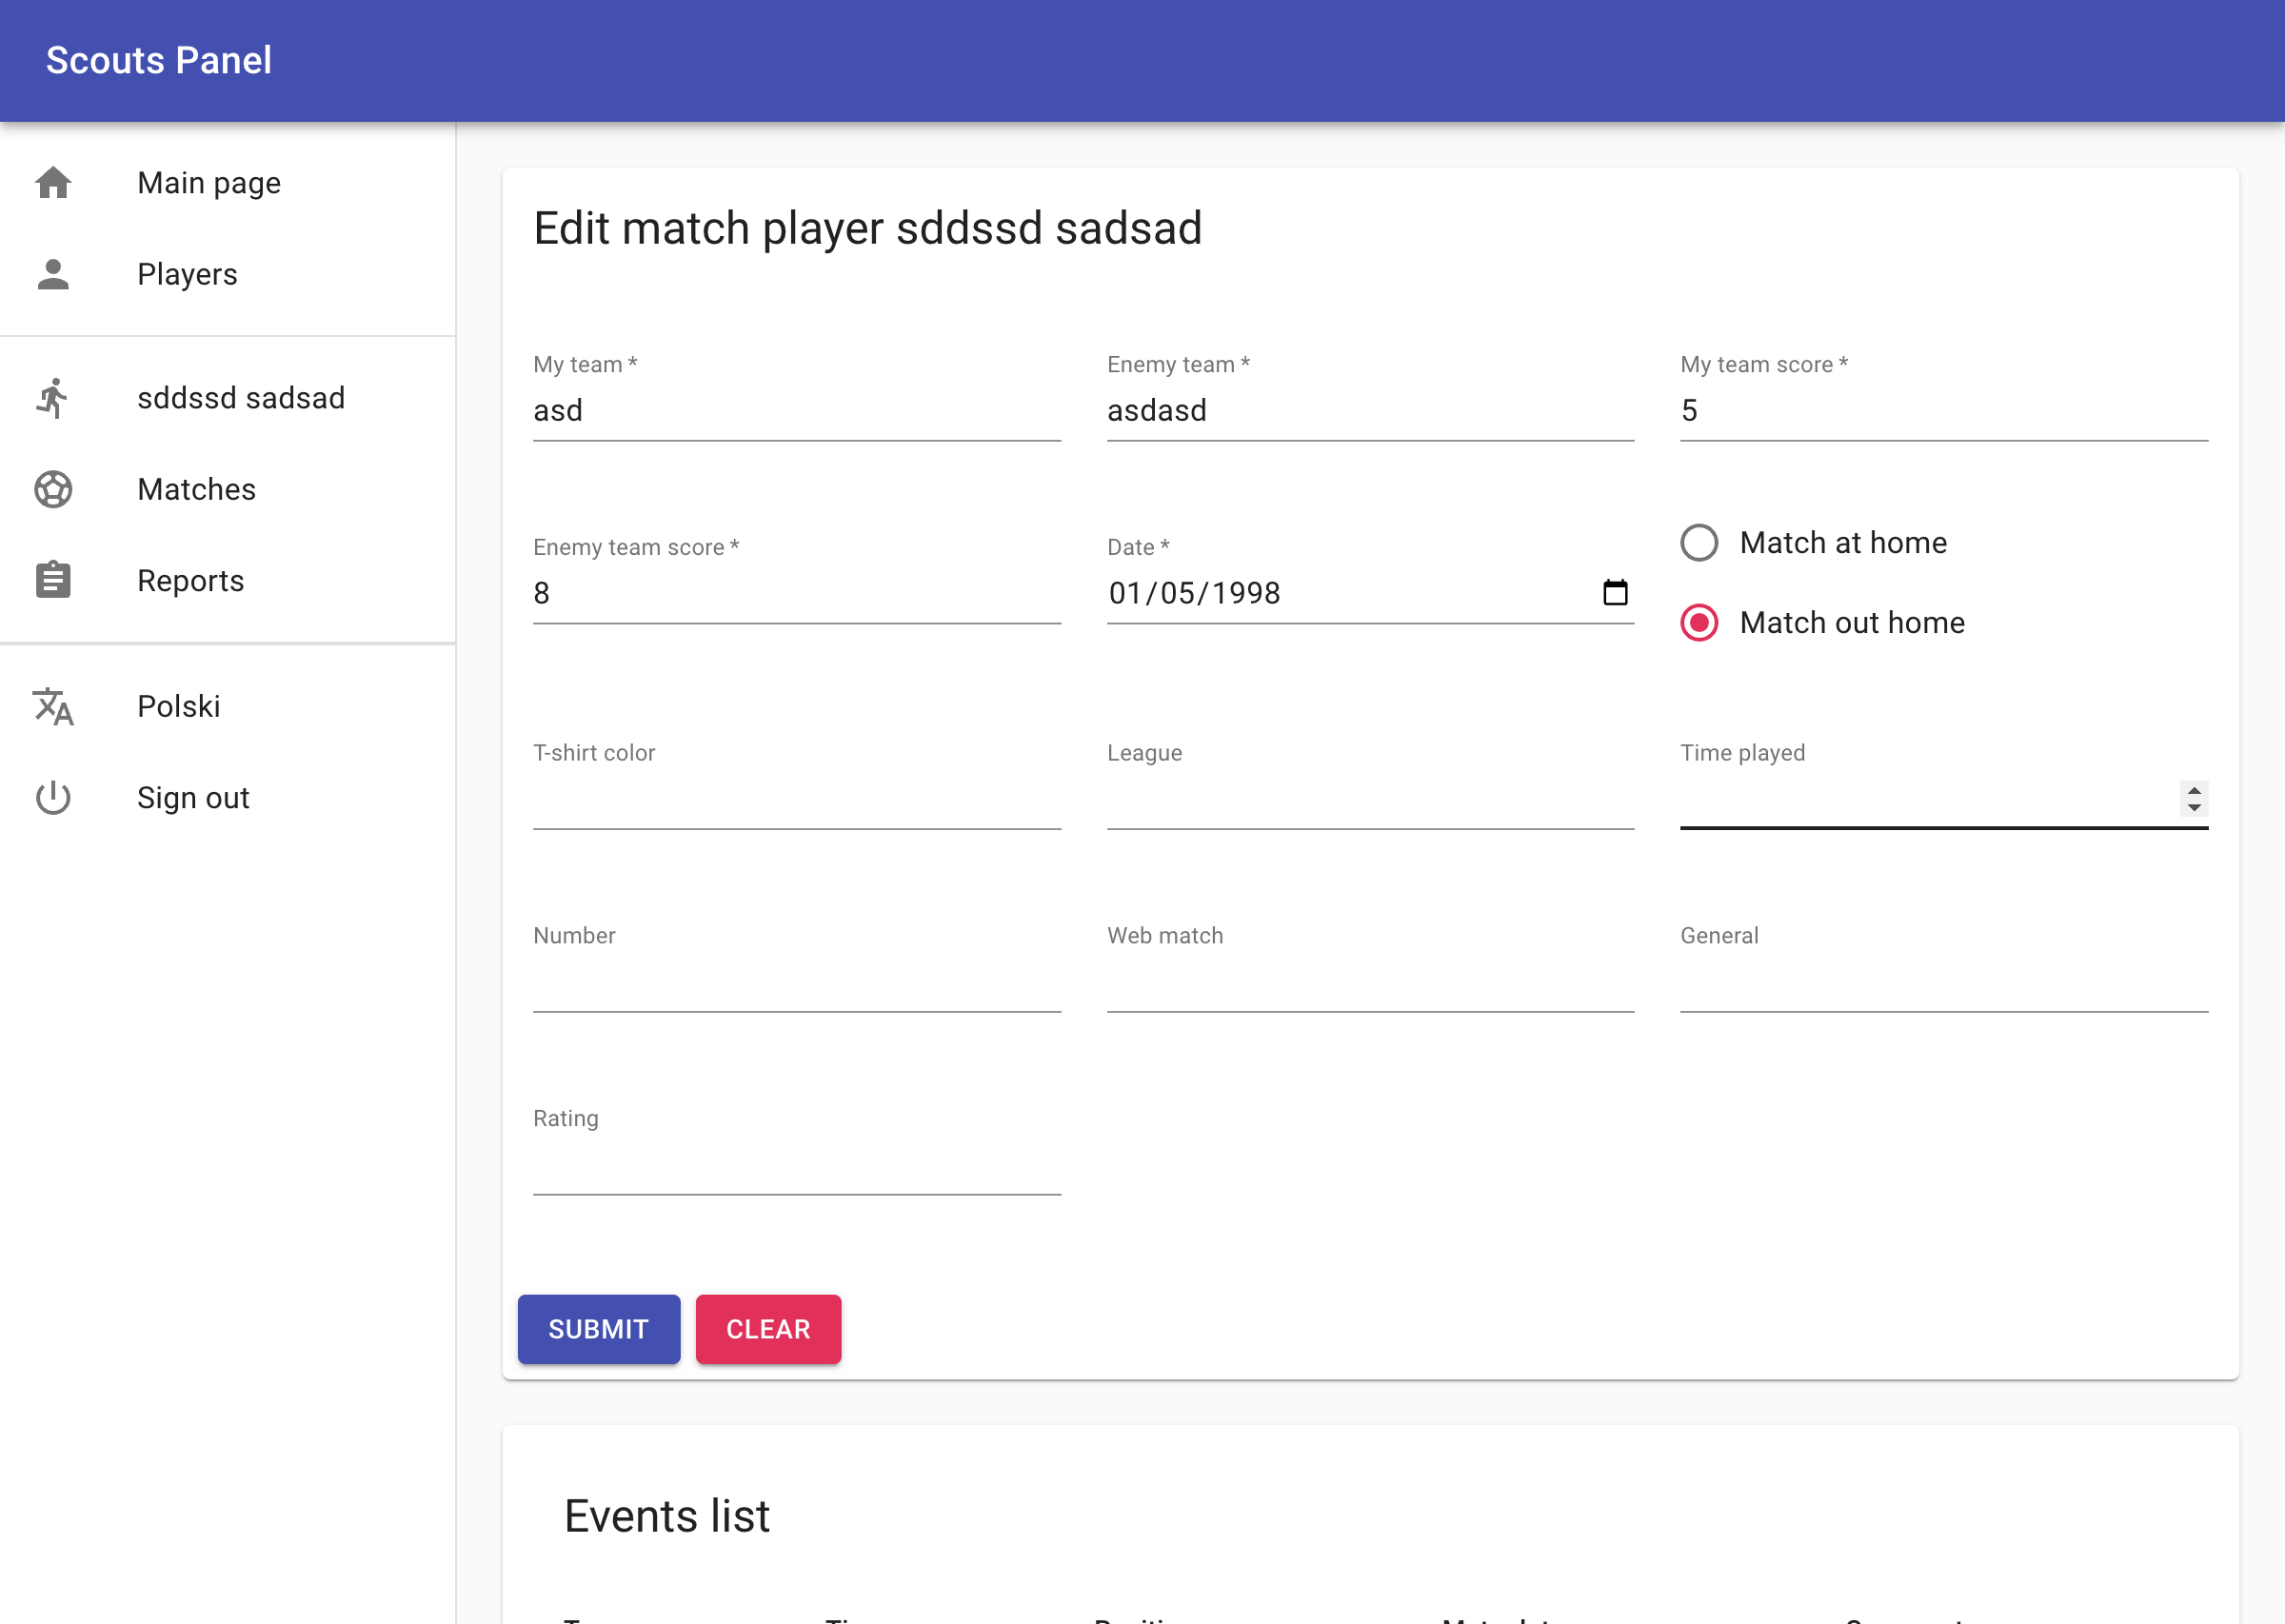 Scouts Panel
Main page
Players
sddssd sadsad
Matches
Reports
Polski
Sign out
Edit match player sddssd sadsad
My team *
asd
Enemy team *
asdasd
My team score *
5
Enemy team score *
8
Date *
01/05/1998
Match at home
Match out home
T-shirt color
League
Time played
Number
Web match
General
Rating
SUBMIT
CLEAR
Events list